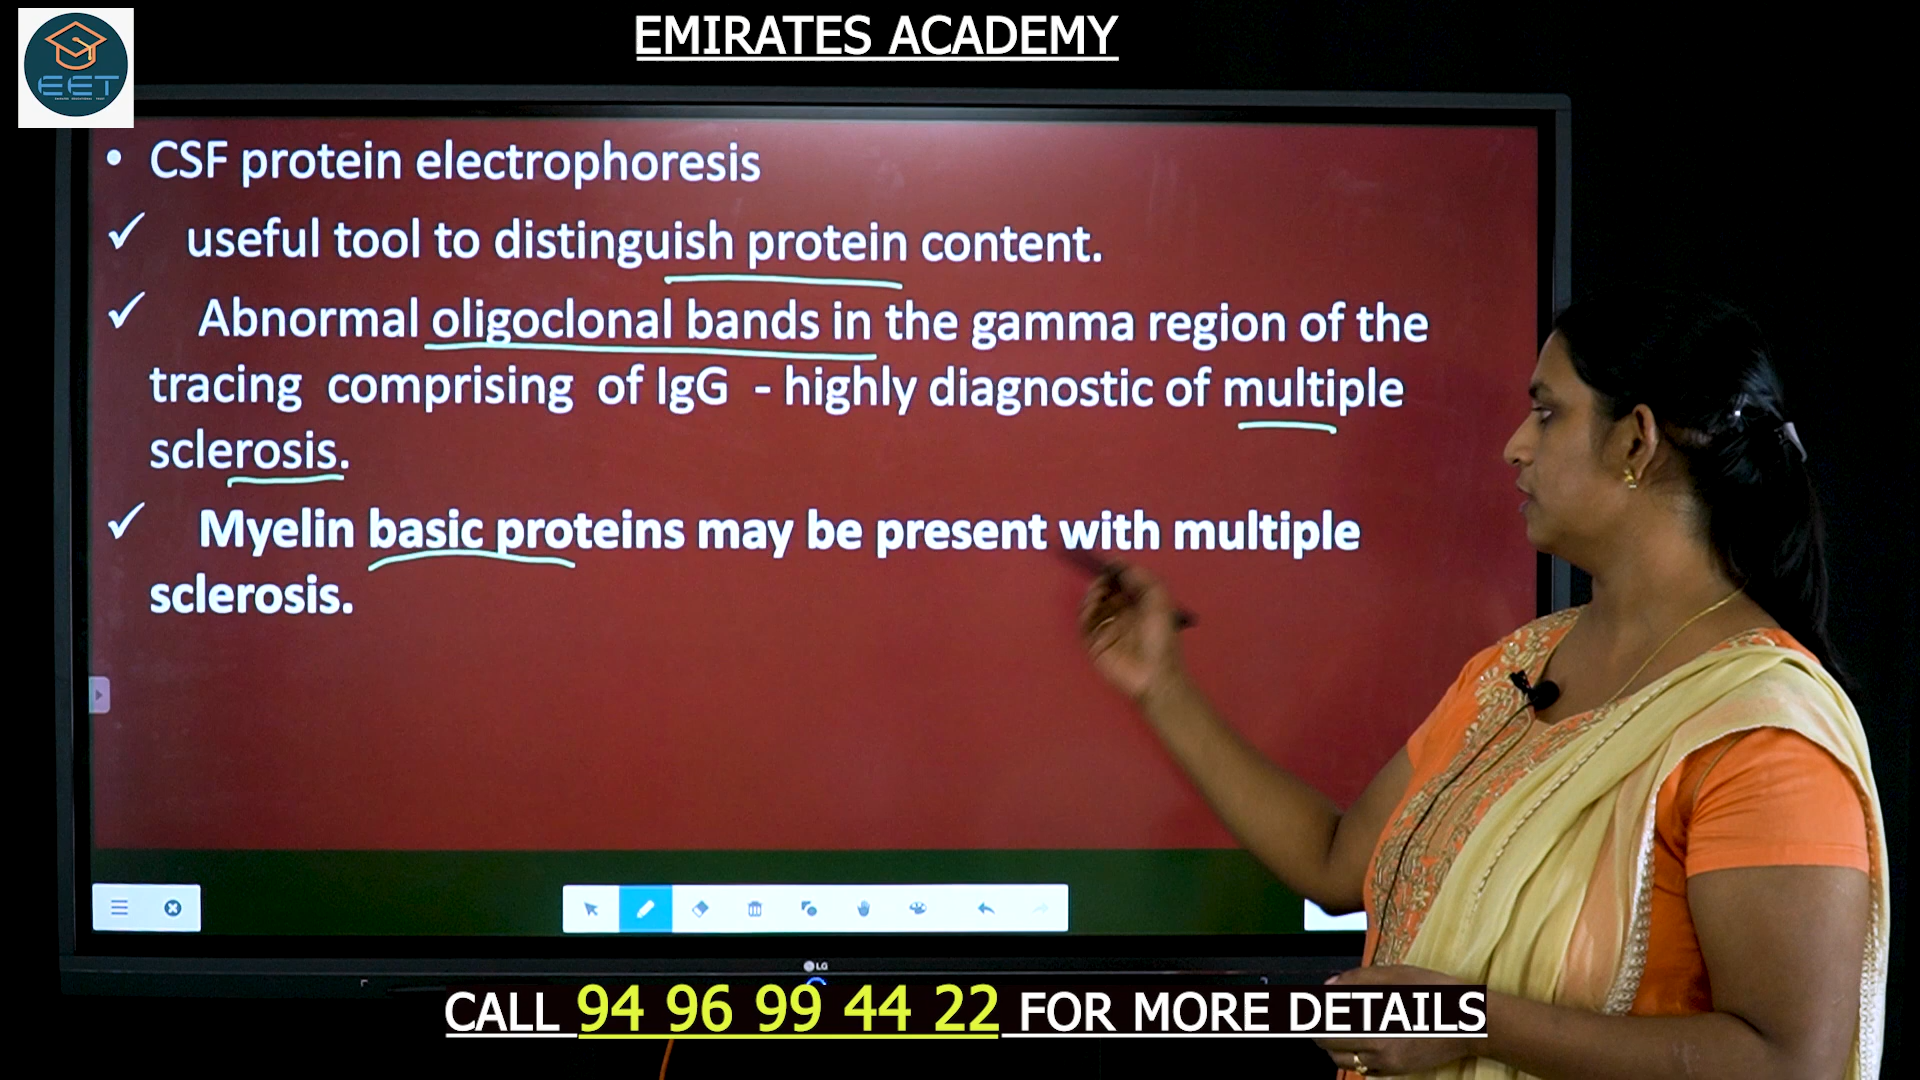 EMIRATES ACADEMY
EET
• CSF protein electrophoresis
✓ useful tool to distinguish protein content.
✓ Abnormal oligoclonal bands in the gamma region of the
tracing comprising of IgG - highly diagnostic of multiple
sclerosis.
✓ Myelin basic proteins may be present with multiple
sclerosis.
LG
CALL 94 96 99 44 22 FOR MORE DETAILS